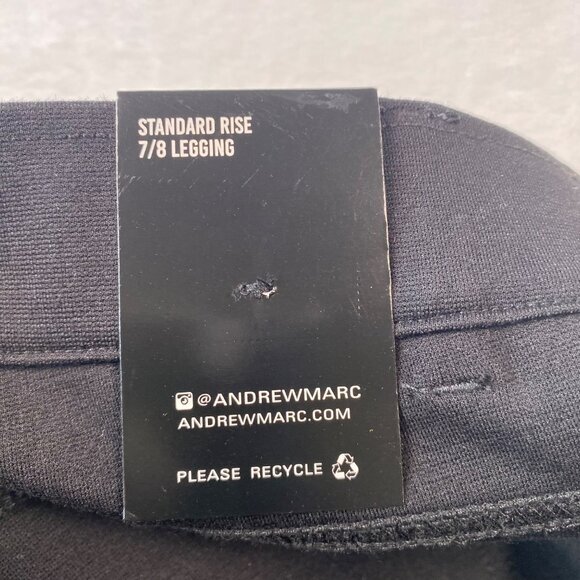 STANDARD RISE
7/8 LEGGING
@ANDREWMARC
ANDREWMARC.COM
PLEASE RECYCLE